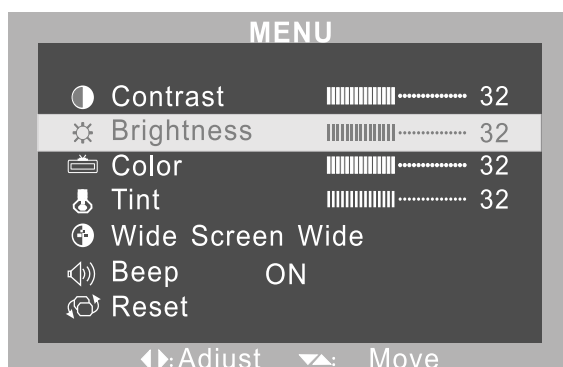 MENU
Contrast 32
Brightness 32
Color 32
Tint 32
Wide Screen Wide
Beep ON
Reset
: Adjust : Move